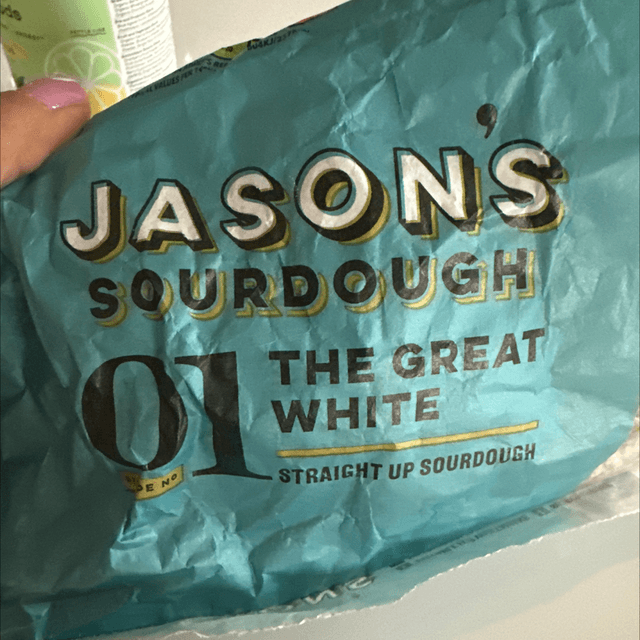 JASON'S
SOURDOUGH
01
THE GREAT
WHITE
STRAIGHT UP SOURDOUGH